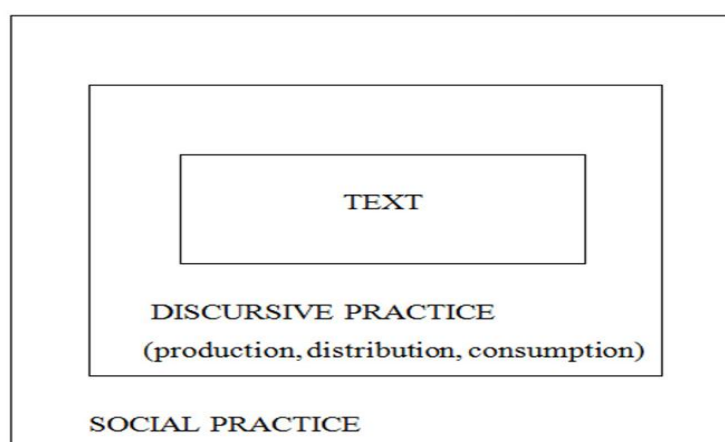 TEXT
DISCURSIVE PRACTICE
(production, distribution, consumption)
SOCIAL PRACTICE